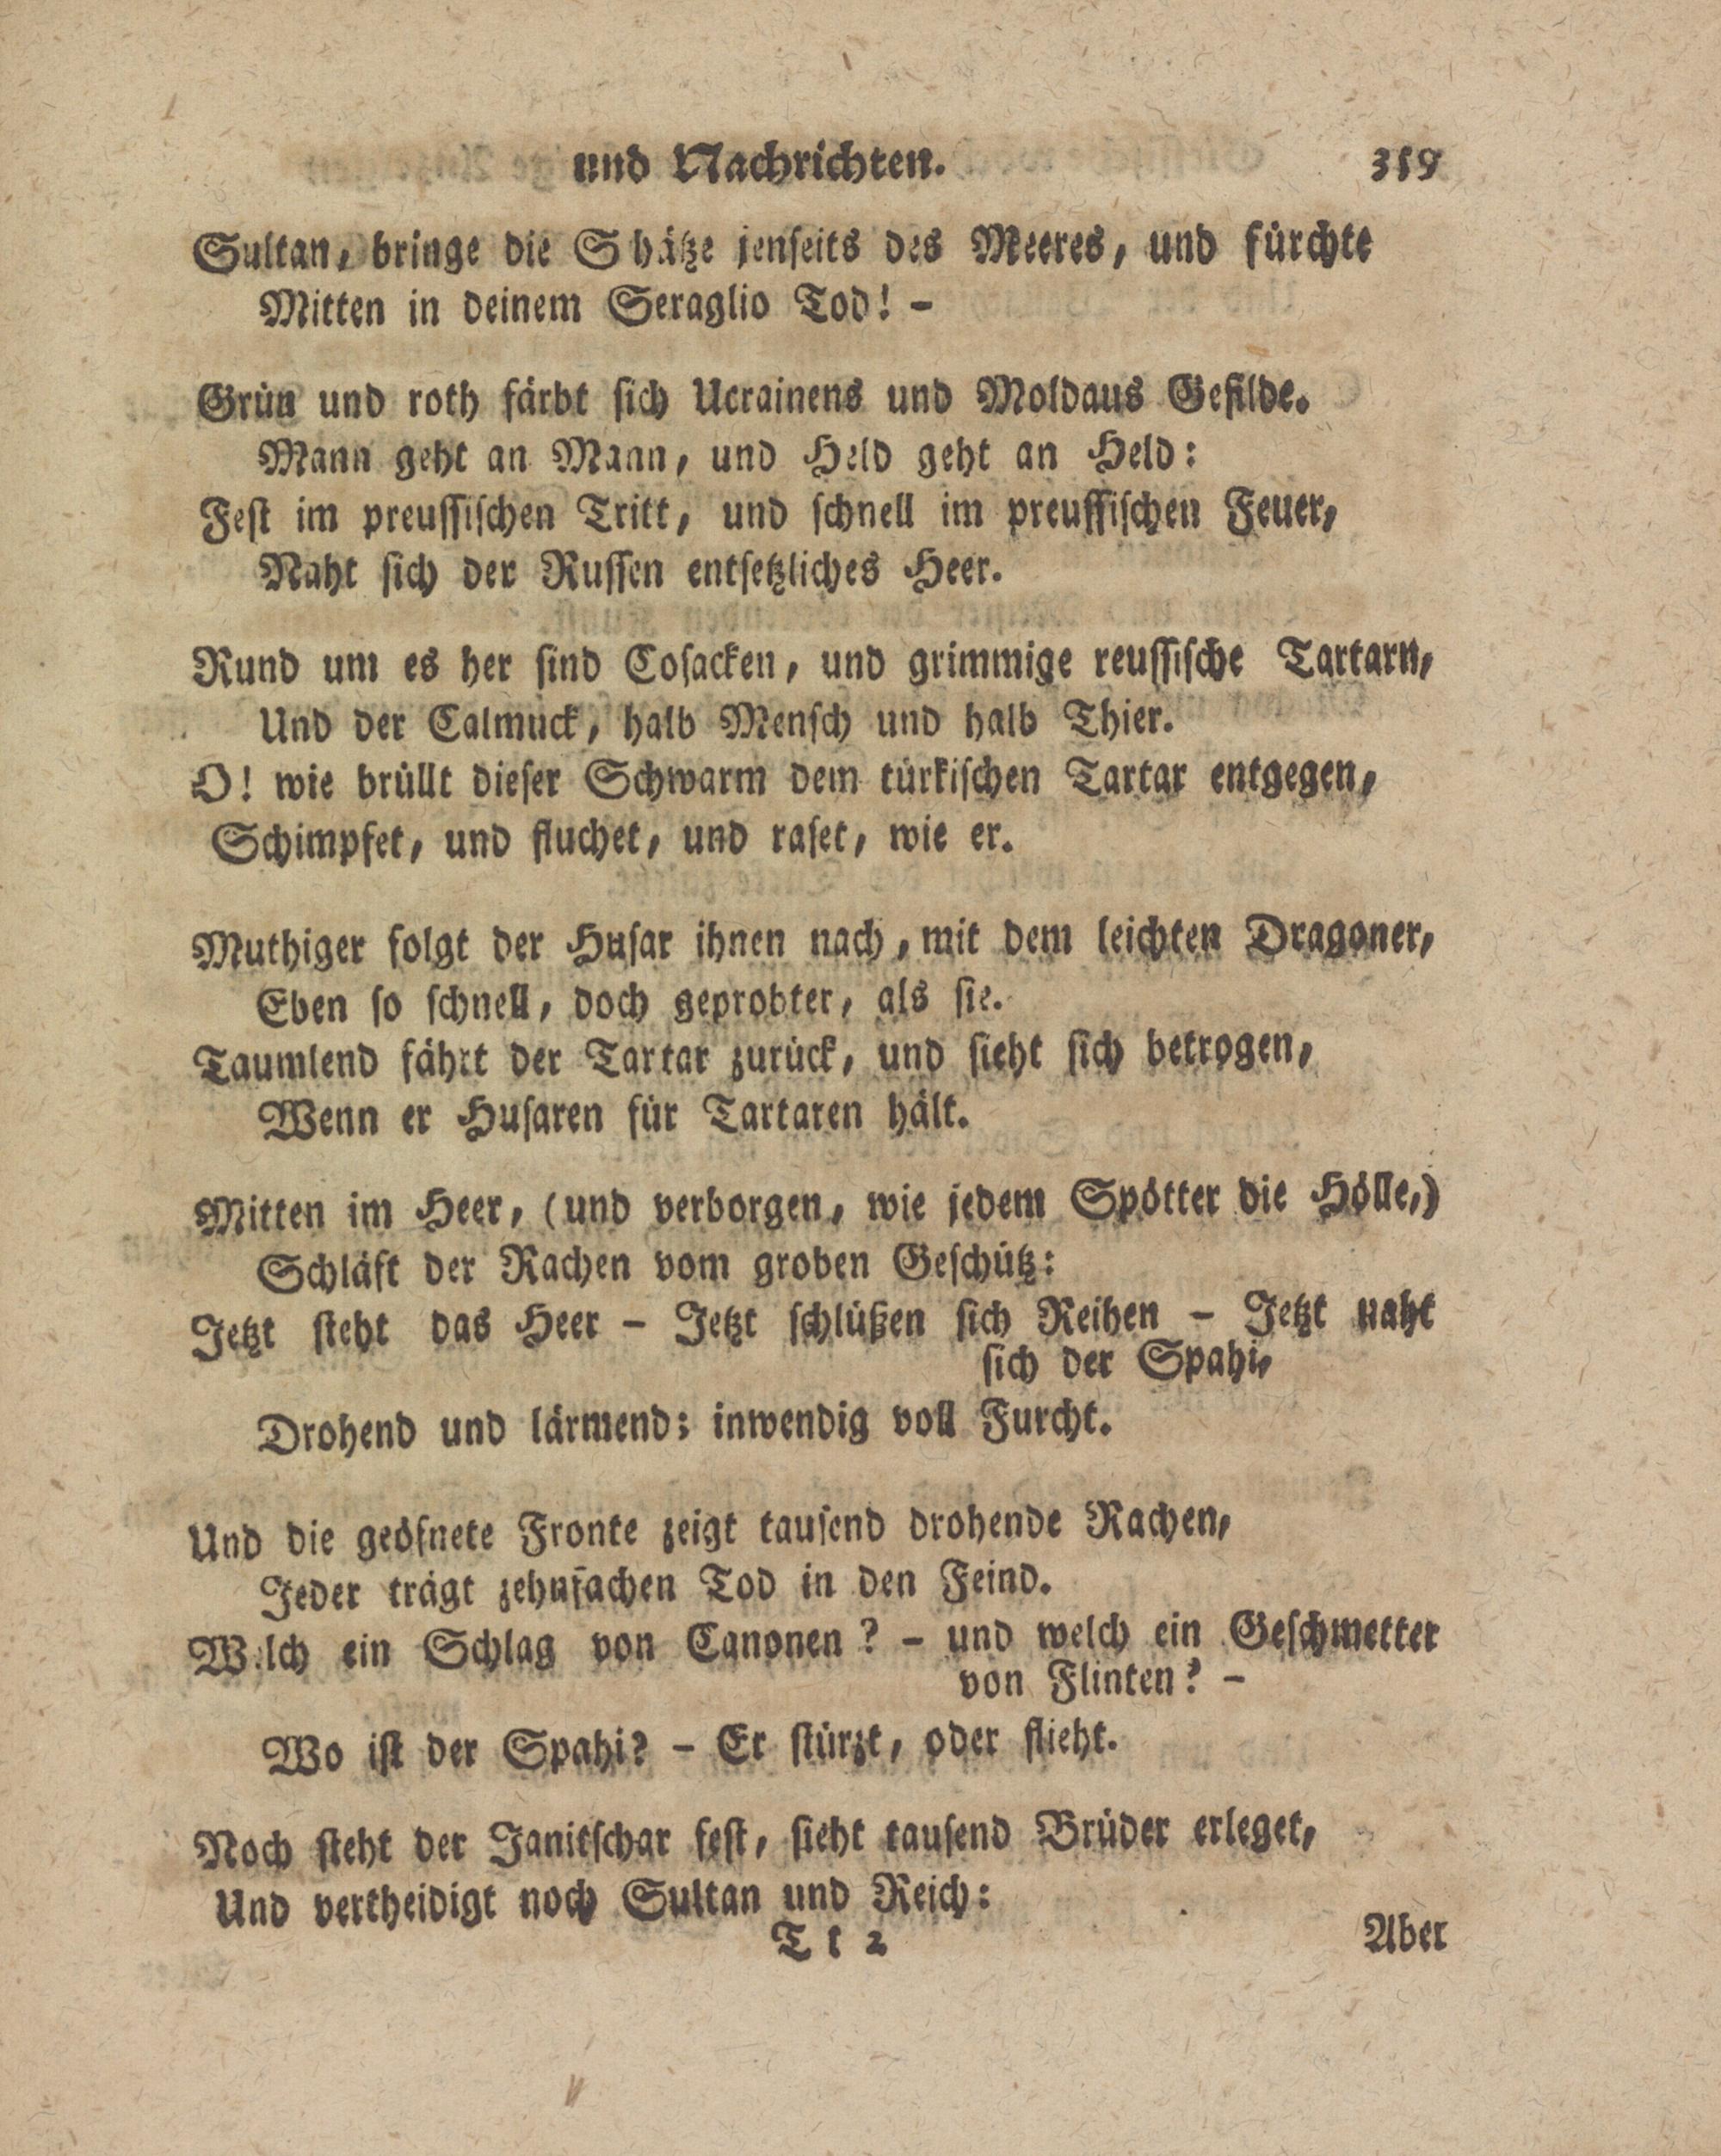 und Nachrichten. 359
Sultan, bringe die S hätze jenseits des Meeres, und fürchte
Mitten in deinem Seraglio Tod! –
Grün und roth färbt sich Ucrainens und Moldaus Gefilde.
Mann geht an Mann, und Held geht an Held:
Fest im preussischen Tritt, und schnell im preussischen Feuer,
Naht sich der Russen entsetzliches Heer.
Rund um es her sind Cosacken, und grimmige reussische Tartarn,
Und der Calmuck, halb Mensch und halb Thier.
O! wie brüllt dieser Schwarm dem türkischen Tartar entgegen,
Schimpfet, und fluchet, und raset, wie er.
Muthiger folgt der Husar ihnen nach, mit dem leichten Dragoner,
Eben so schnell, doch geprobter, als sie.
Taumlend fährt der Tartar zurück, und sieht sich betrogen,
Wenn er Husaren für Tartaren hält.
Mitten im Heer, (und verborgen, wie jedem Spötter die Hölle,)
Schläft der Rachen vom groben Geschütz:
Jetzt steht das Heer – Jetzt schlüßen sich Reihen – Jetzt naht
sich der Spahi,
Drohend und lärmend; inwendig voll Furcht.
Und die geöfnete Fronte zeigt tausend drohende Rachen,
Jeder trägt zehnfachen Tod in den Feind.
W lch ein Schlag von Canonen? – und welch ein Geschmetter
von Flinten? –
Wo ist der Spahi? – Er stürzt, oder flieht.
Noch steht der Janitschar fest, sieht tausend Brüder erleget,
Und vertheidigt noch Sultan und Reich:
T t 2 Aber